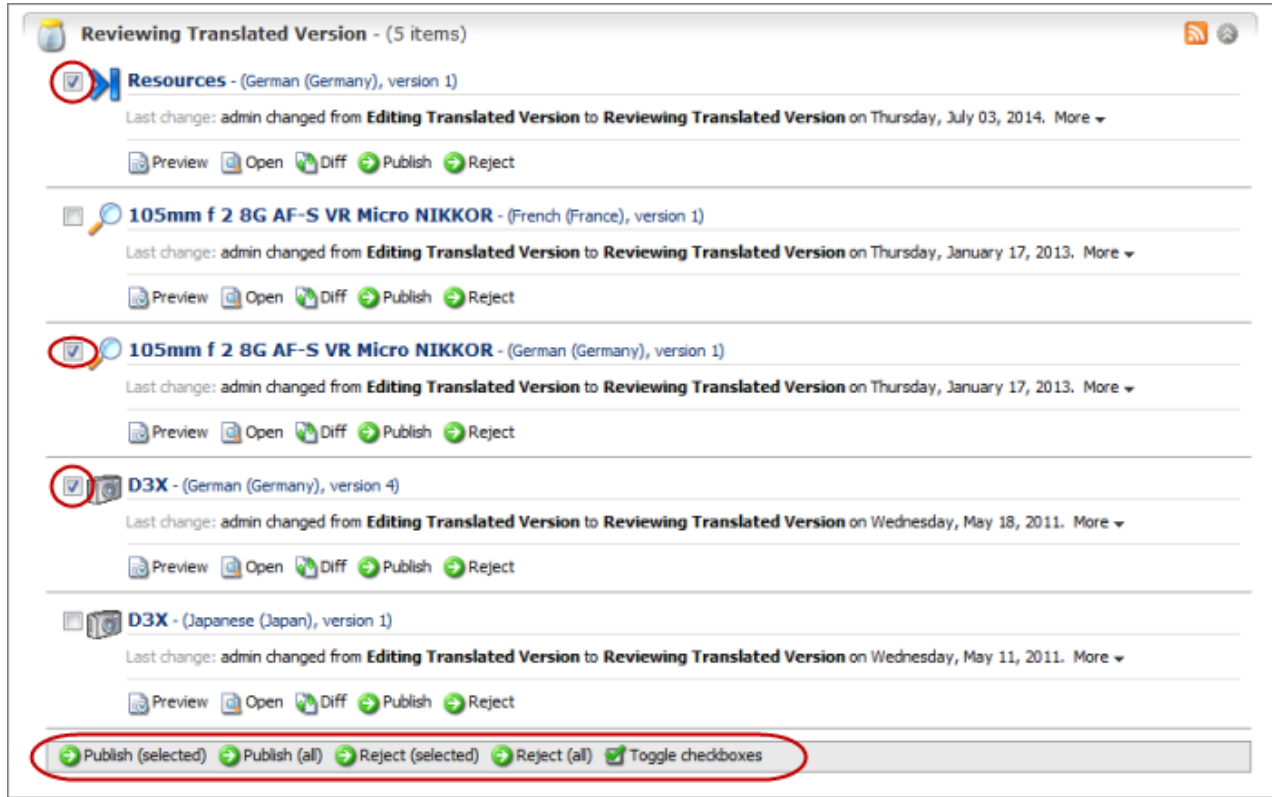 Reviewing Translated Version - (5 items)
Resources - (German (Germany), version 1)
Last change: admin changed from Editing Translated Version to Reviewing Translated Version on Thursday, July 03, 2014. More
Preview Open Diff Publish Reject
105mm f 2 8G AF-S VR Micro NIKKOR - (French (France), version 1)
Last change: admin changed from Editing Translated Version to Reviewing Translated Version on Thursday, January 17, 2013. More
Preview Open Diff Publish Reject
105mm f 2 8G AF-S VR Micro NIKKOR - (German (Germany), version 1)
Last change: admin changed from Editing Translated Version to Reviewing Translated Version on Thursday, January 17, 2013. More
Preview Open Diff Publish Reject
D3X - (German (Germany), version 4)
Last change: admin changed from Editing Translated Version to Reviewing Translated Version on Wednesday, May 18, 2011. More
Preview Open Diff Publish Reject
D3X - (Japanese (Japan), version 1)
Last change: admin changed from Editing Translated Version to Reviewing Translated Version on Wednesday, May 11, 2011. More
Preview Open Diff Publish Reject
Publish (selected) Publish (all) Reject (selected) Reject (all) Toggle checkboxes